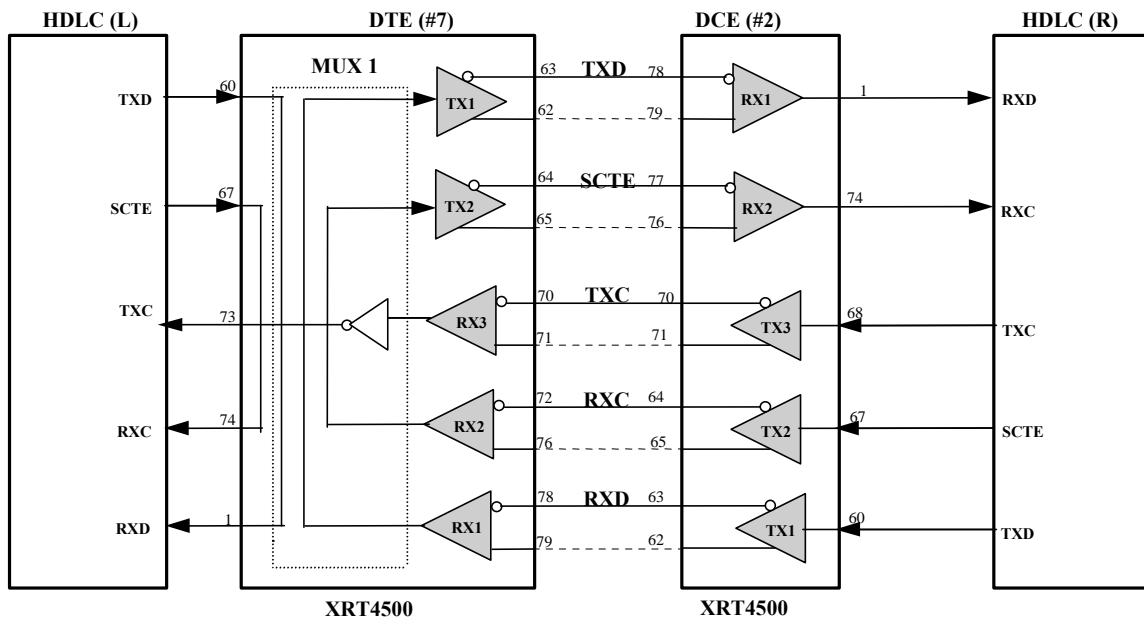 HDLC (L) DTE (#7) DCE (#2) HDLC (R)
MUX 1
TXD 60 TX1 63 TXD 78 RX1 1 RXD
62 79
SCTE 67 TX2 64 SCTE 77 RX2 74 RXC
65 76
TXC 73 RX3 70 TXC 70 TX3 68 TXC
71 71
RXC 74 RX2 72 RXC 64 TX2 67 SCTE
76 65
RXD 1 RX1 78 RXD 63 TX1 60 TXD
79 62
XRT4500 XRT4500